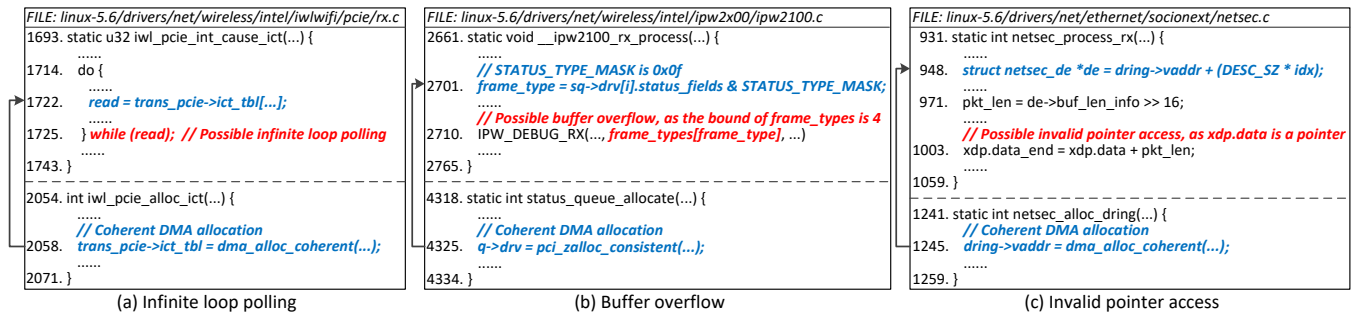 FILE: linux-5.6/drivers/net/wireless/intel/iwlwifi/pcie/rx.c
1693. static u32 iwl_pcie_int_cause_ict(...) {
......
1714. do {
......
1722. read = trans_pcie->ict_tbl[...];
......
1725. } while (read); // Possible infinite loop polling
......
1743. }
2054. int iwl_pcie_alloc_ict(...) {
......
// Coherent DMA allocation
2058. trans_pcie->ict_tbl = dma_alloc_coherent(...);
......
2071. }
(a) Infinite loop polling
FILE: linux-5.6/drivers/net/wireless/intel/ipw2x00/ipw2100.c
2661. static void __ipw2100_rx_process(...) {
......
// STATUS_TYPE_MASK is 0x0f
2701. frame_type = sq->drv[i].status_fields & STATUS_TYPE_MASK;
......
// Possible buffer overflow, as the bound of frame_types is 4
2710. IPW_DEBUG_RX(..., frame_types[frame_type], ...)
......
2765. }
4318. static int status_queue_allocate(...) {
......
// Coherent DMA allocation
4325. q->drv = pci_zalloc_consistent(...);
......
4334. }
(b) Buffer overflow
FILE: linux-5.6/drivers/net/ethernet/socionext/netsec.c
931. static int netsec_process_rx(...) {
......
948. struct netsec_de *de = dring->vaddr + (DESC_SZ * idx);
......
971. pkt_len = de->buf_len_info >> 16;
......
// Possible invalid pointer access, as xdp.data is a pointer
1003. xdp.data_end = xdp.data + pkt_len;
......
1059. }
1241. static int netsec_alloc_dring(...) {
......
// Coherent DMA allocation
1245. dring->vaddr = dma_alloc_coherent(...);
......
1259. }
(c) Invalid pointer access